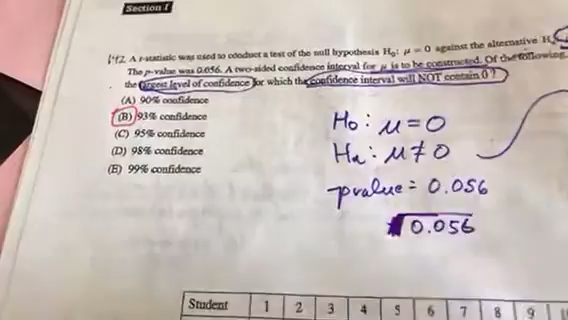 Section I
2. A t-statistic was used to conduct a test of the null hypothesis H₀: μ = 0 against the alternative
The p-value was 0.056. A two-sided confidence interval for μ is to be constructed. Of the following,
the largest level of confidence for which the confidence interval will NOT contain 0?
(A) 90% confidence
(B) 93% confidence
(C) 95% confidence
(D) 98% confidence
(E) 99% confidence
Ho: μ=0
Ha: μ≠0
pvalue = 0.056
0.056
Student 1 2 3 4 5 6 7 8 9